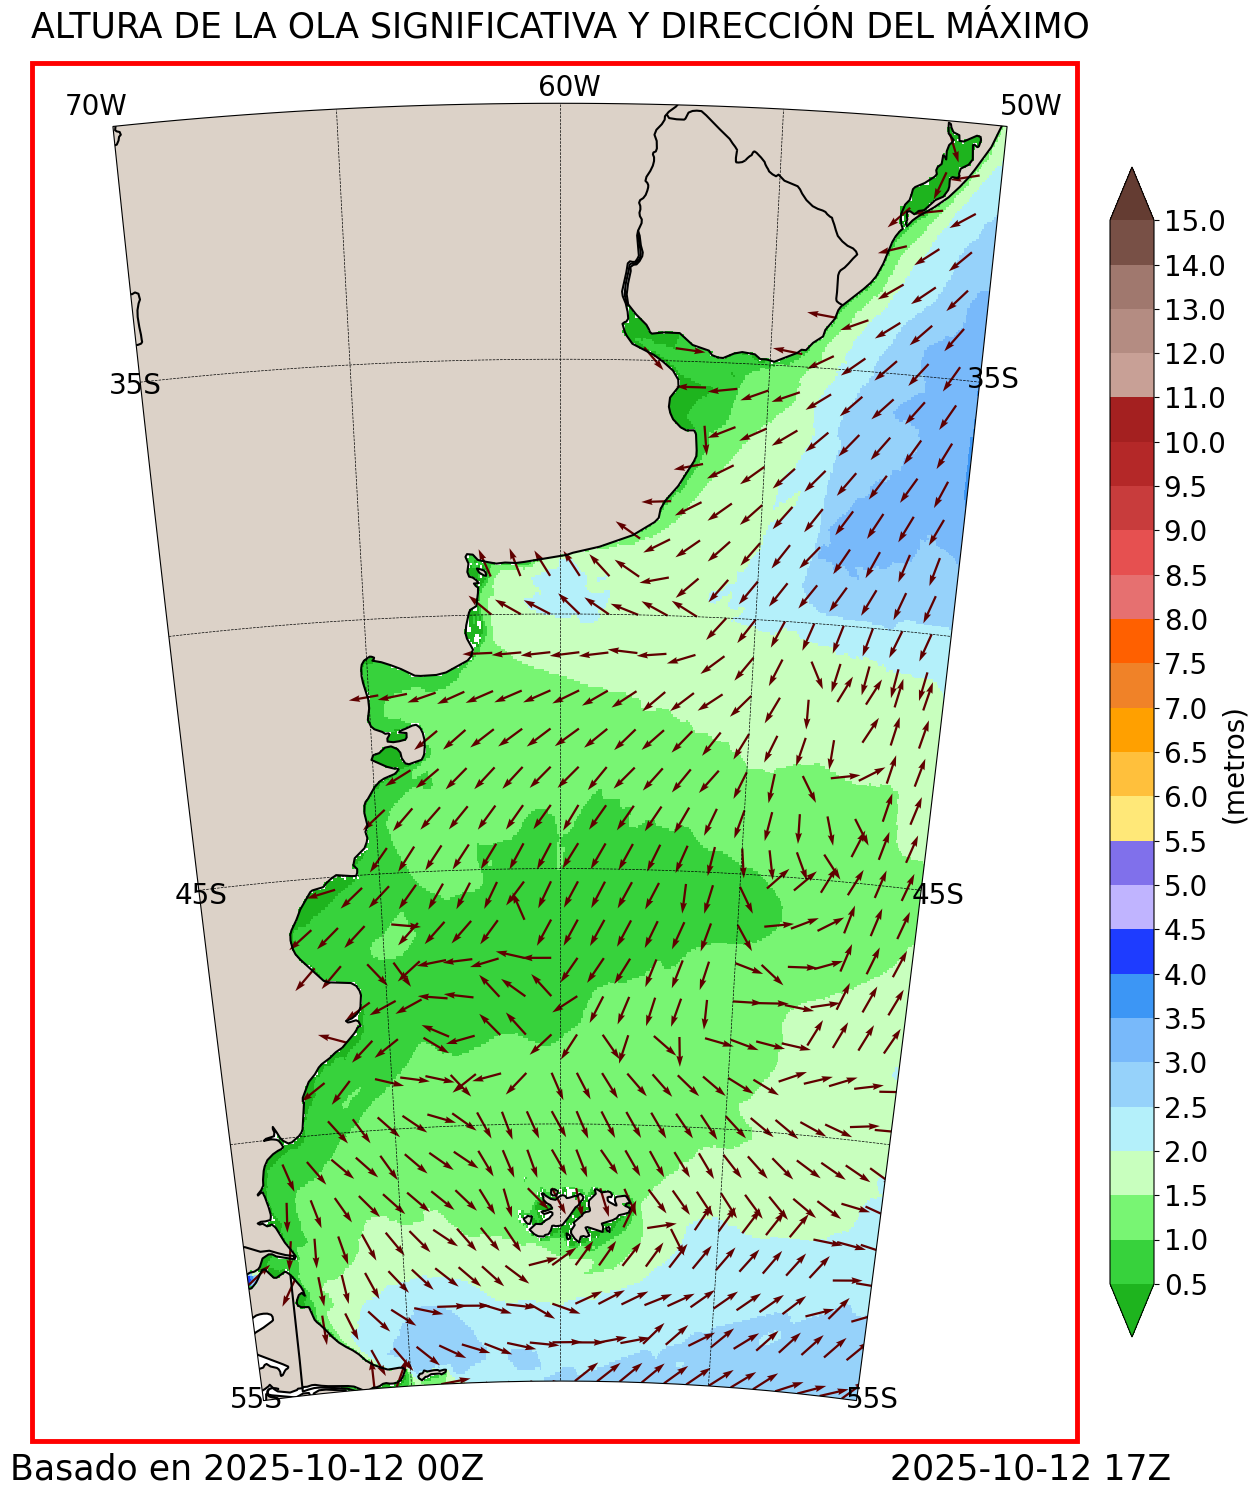 ALTURA DE LA OLA SIGNIFICATIVA Y DIRECCIÓN DEL MÁXIMO
70W
60W
50W
35S
35S
45S
45S
55S
55S
15.0
14.0
13.0
12.0
11.0
10.0
9.5
9.0
8.5
8.0
7.5
7.0
6.5
6.0
5.5
5.0
4.5
4.0
3.5
3.0
2.5
2.0
1.5
1.0
0.5
(metros)
Basado en 2025-10-12 00Z
2025-10-12 17Z